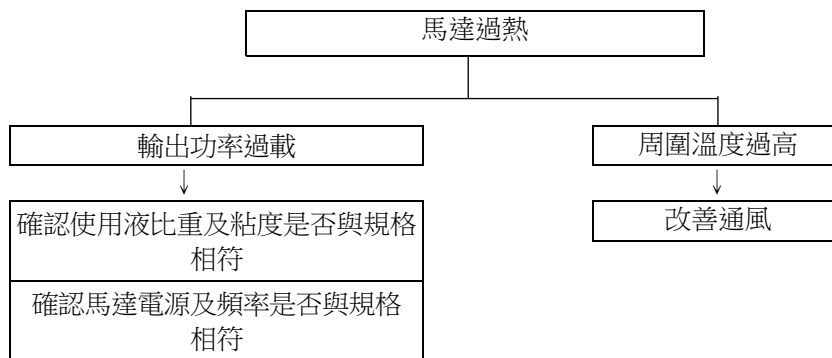 馬達過熱
輸出功率過載
周圍溫度過高
確認使用液比重及粘度是否與規格
相符
改善通風
確認馬達電源及頻率是否與規格
相符